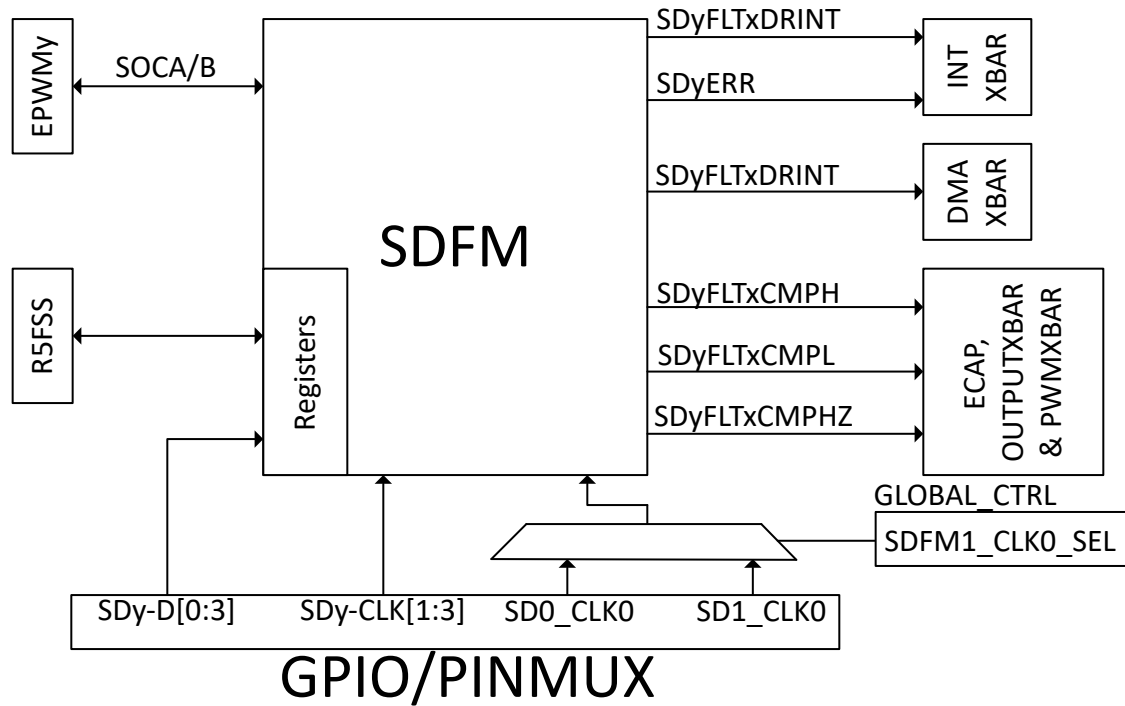 EPWMy
SOCA/B
SDFM
SDyFLTxDRINT
SDyERR
INT
XBAR
SDyFLTxDRINT
DMA
XBAR
R5FSS
Registers
SDyFLTxCMPH
SDyFLTxCMPL
SDyFLTxCMPHZ
ECAP,
OUTPUTXBAR
& PWMXBAR
GLOBAL_CTRL
SDFM1_CLK0_SEL
SDy-D[0:3]
SDy-CLK[1:3]
SD0_CLK0
SD1_CLK0
GPIO/PINMUX